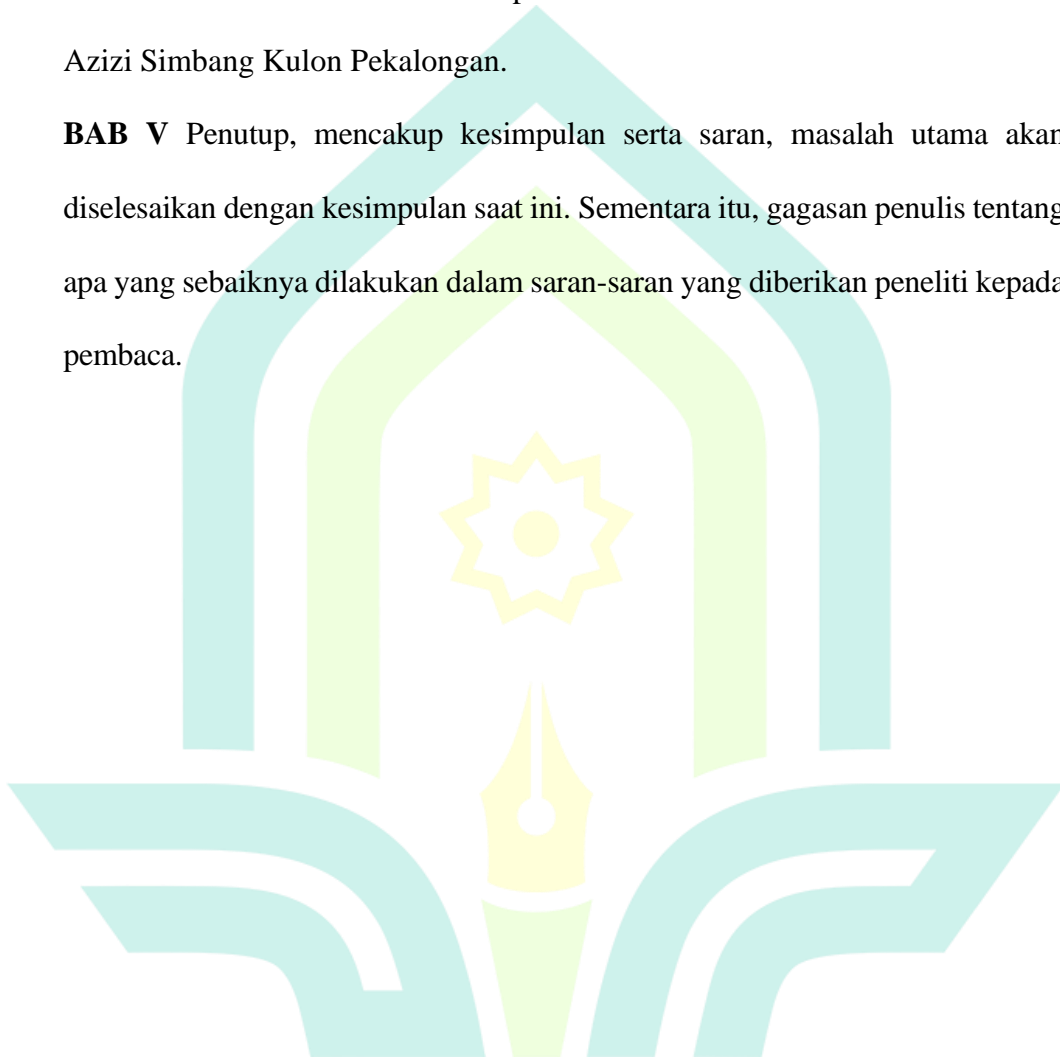 Azizi Simbang Kulon Pekalongan.
BAB V Penutup, mencakup kesimpulan serta saran, masalah utama akan
diselesaikan dengan kesimpulan saat ini. Sementara itu, gagasan penulis tentang
apa yang sebaiknya dilakukan dalam saran-saran yang diberikan peneliti kepada
pembaca.